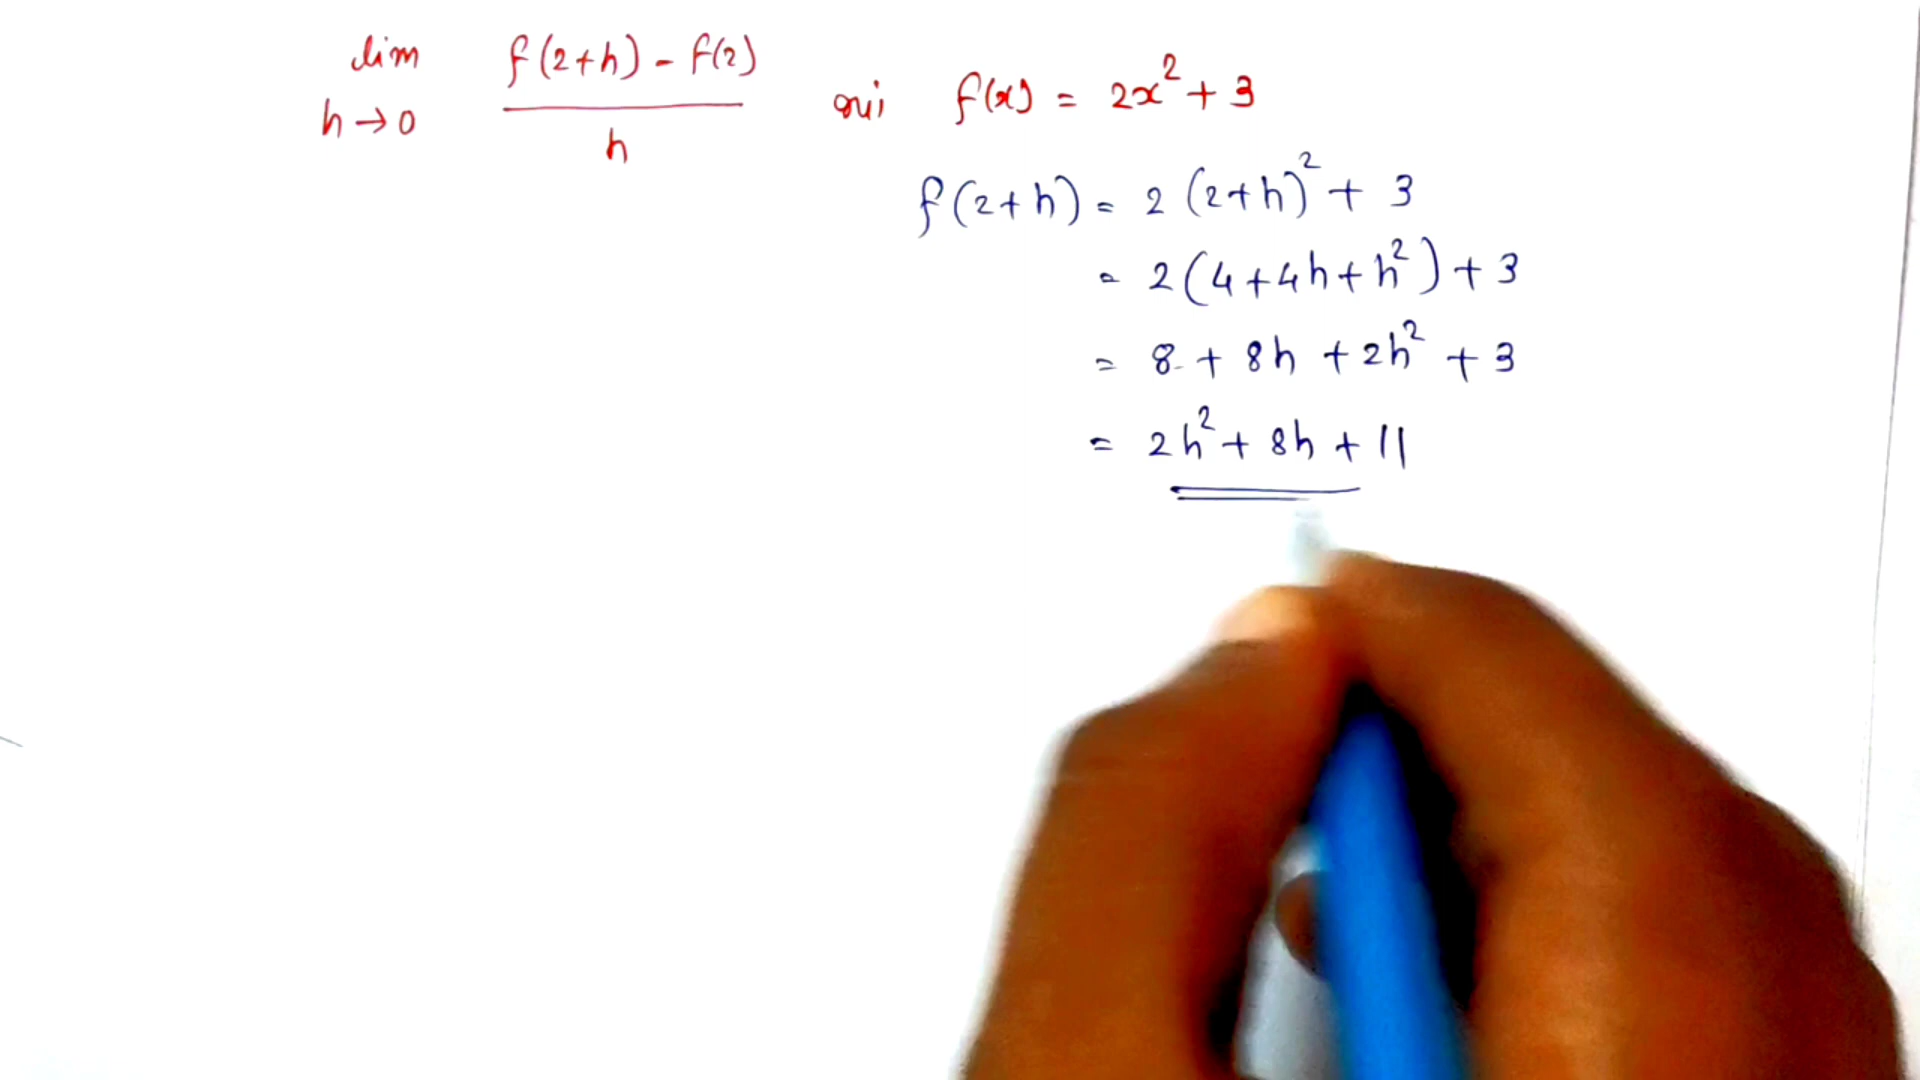 lim h→0 f(2+h) - f(2) / h f(x) = 2x² + 3
f(2+h) = 2(2+h)² + 3
= 2(4+4h+h²)+3
= 8 + 8h + 2h² + 3
= 2h² + 8h + 11